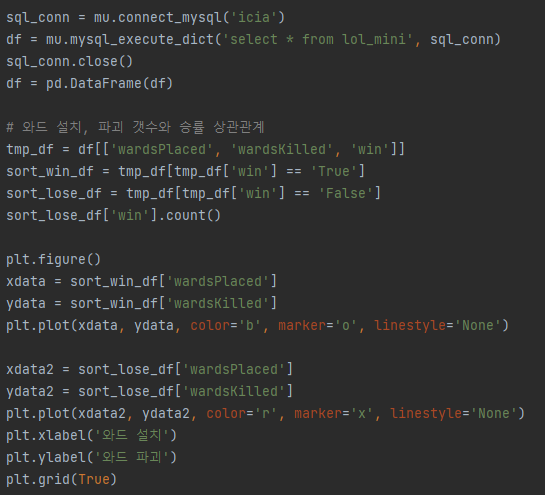 sql_conn = mu.connect_mysql('icia')
df = mu.mysql_execute_dict('select * from lol_mini', sql_conn)
sql_conn.close()
df = pd.DataFrame(df)
# 와드 설치, 파괴 갯수와 승률 상관관계
tmp_df = df[['wardsPlaced', 'wardsKilled', 'win']]
sort_win_df = tmp_df[tmp_df['win'] == 'True']
sort_lose_df = tmp_df[tmp_df['win'] == 'False']
sort_lose_df['win'].count()
plt.figure()
xdata = sort_win_df['wardsPlaced']
ydata = sort_win_df['wardsKilled']
plt.plot(xdata, ydata, color='b', marker='o', linestyle='None')
xdata2 = sort_lose_df['wardsPlaced']
ydata2 = sort_lose_df['wardsKilled']
plt.plot(xdata2, ydata2, color='r', marker='x', linestyle='None')
plt.xlabel('와드 설치')
plt.ylabel('와드 파괴')
plt.grid(True)